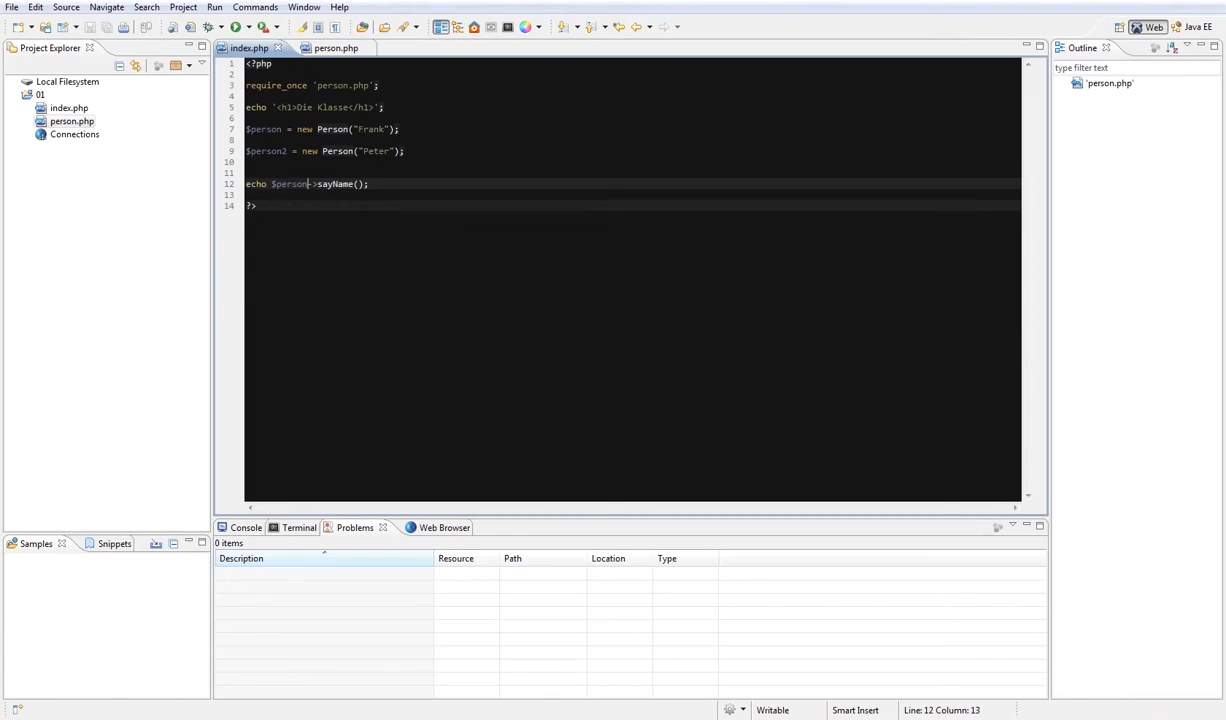 File Edit Source Navigate Search Project Run Commands Window Help
Web Java EE
Project Explorer
Local Filesystem
01
index.php
person.php
Connections
index.php person.php
1 <?php
2
3 require_once 'person.php';
4
5 echo '<h1>Die Klasse</h1>';
6
7 $person = new Person("Frank");
8
9 $person2 = new Person("Peter");
10
11
12 echo $person->sayName();
13
14 ?>
Outline
type filter text
'person.php'
Samples Snippets
Console Terminal Problems Web Browser
0 items
Description Resource Path Location Type
Writable Smart Insert Line: 12 Column: 13